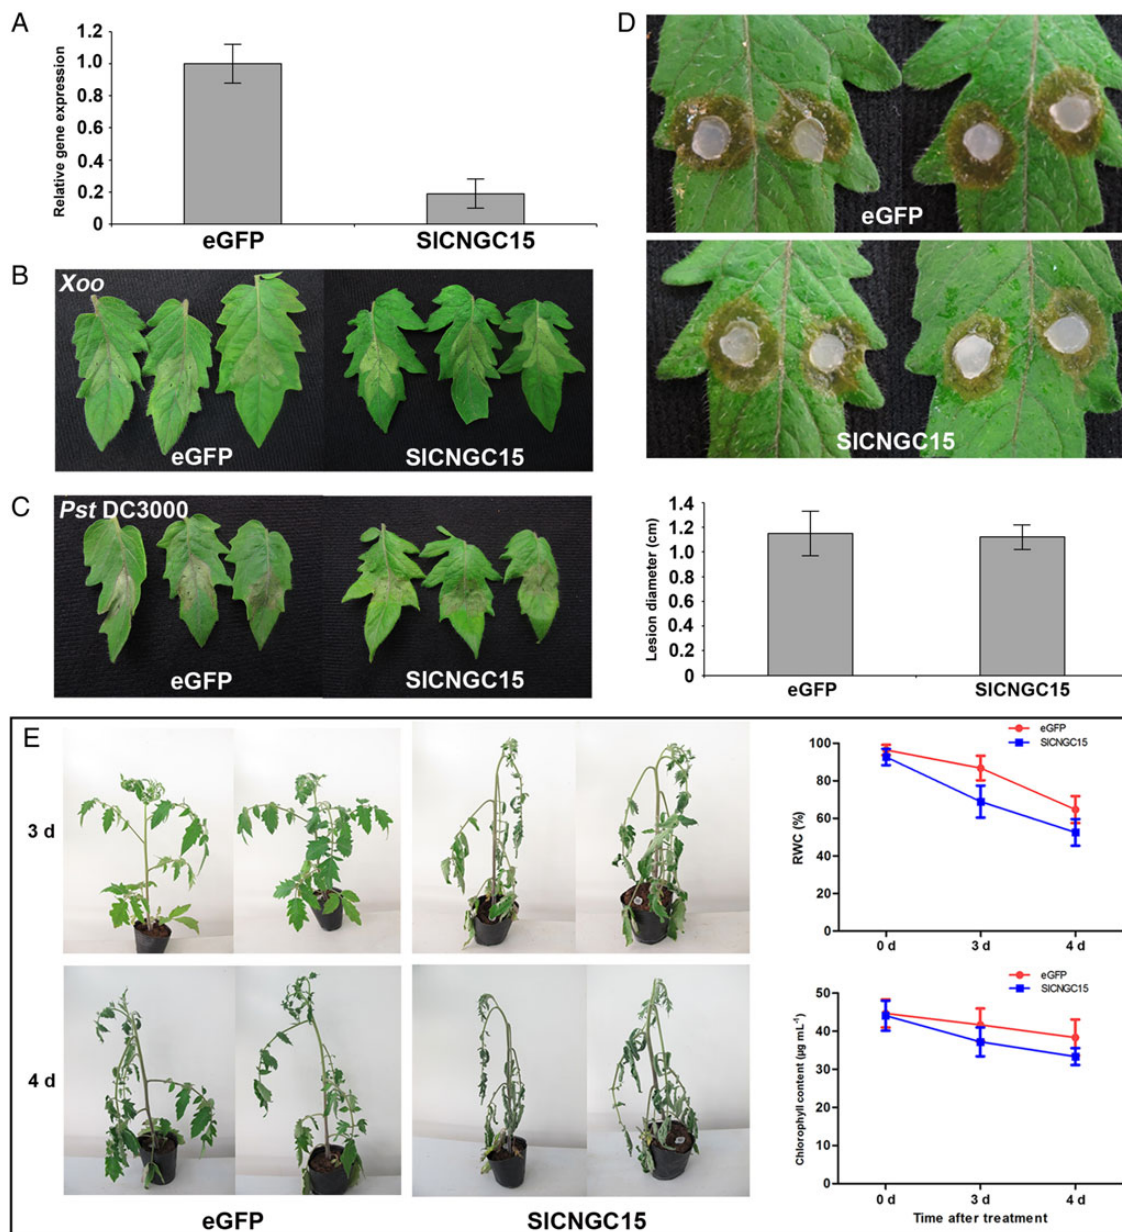 A
Relative gene expression
1.2
1.0
0.8
0.6
0.4
0.2
0
eGFP
SlCNGC15
B
Xoo
eGFP
SlCNGC15
C
Pst DC3000
eGFP
SlCNGC15
D
eGFP
SlCNGC15
Lesion diameter (cm)
1.4
1.2
1
0.8
0.6
0.4
0.2
0
eGFP
SlCNGC15
E
3 d
4 d
eGFP
SlCNGC15
eGFP
SlCNGC15
RWC (%)
100
80
60
40
20
0
0 d
3 d
4 d
eGFP
SlCNGC15
Chlorophyll content (µg mL⁻¹)
50
40
30
20
10
0
0 d
3 d
4 d
Time after treatment